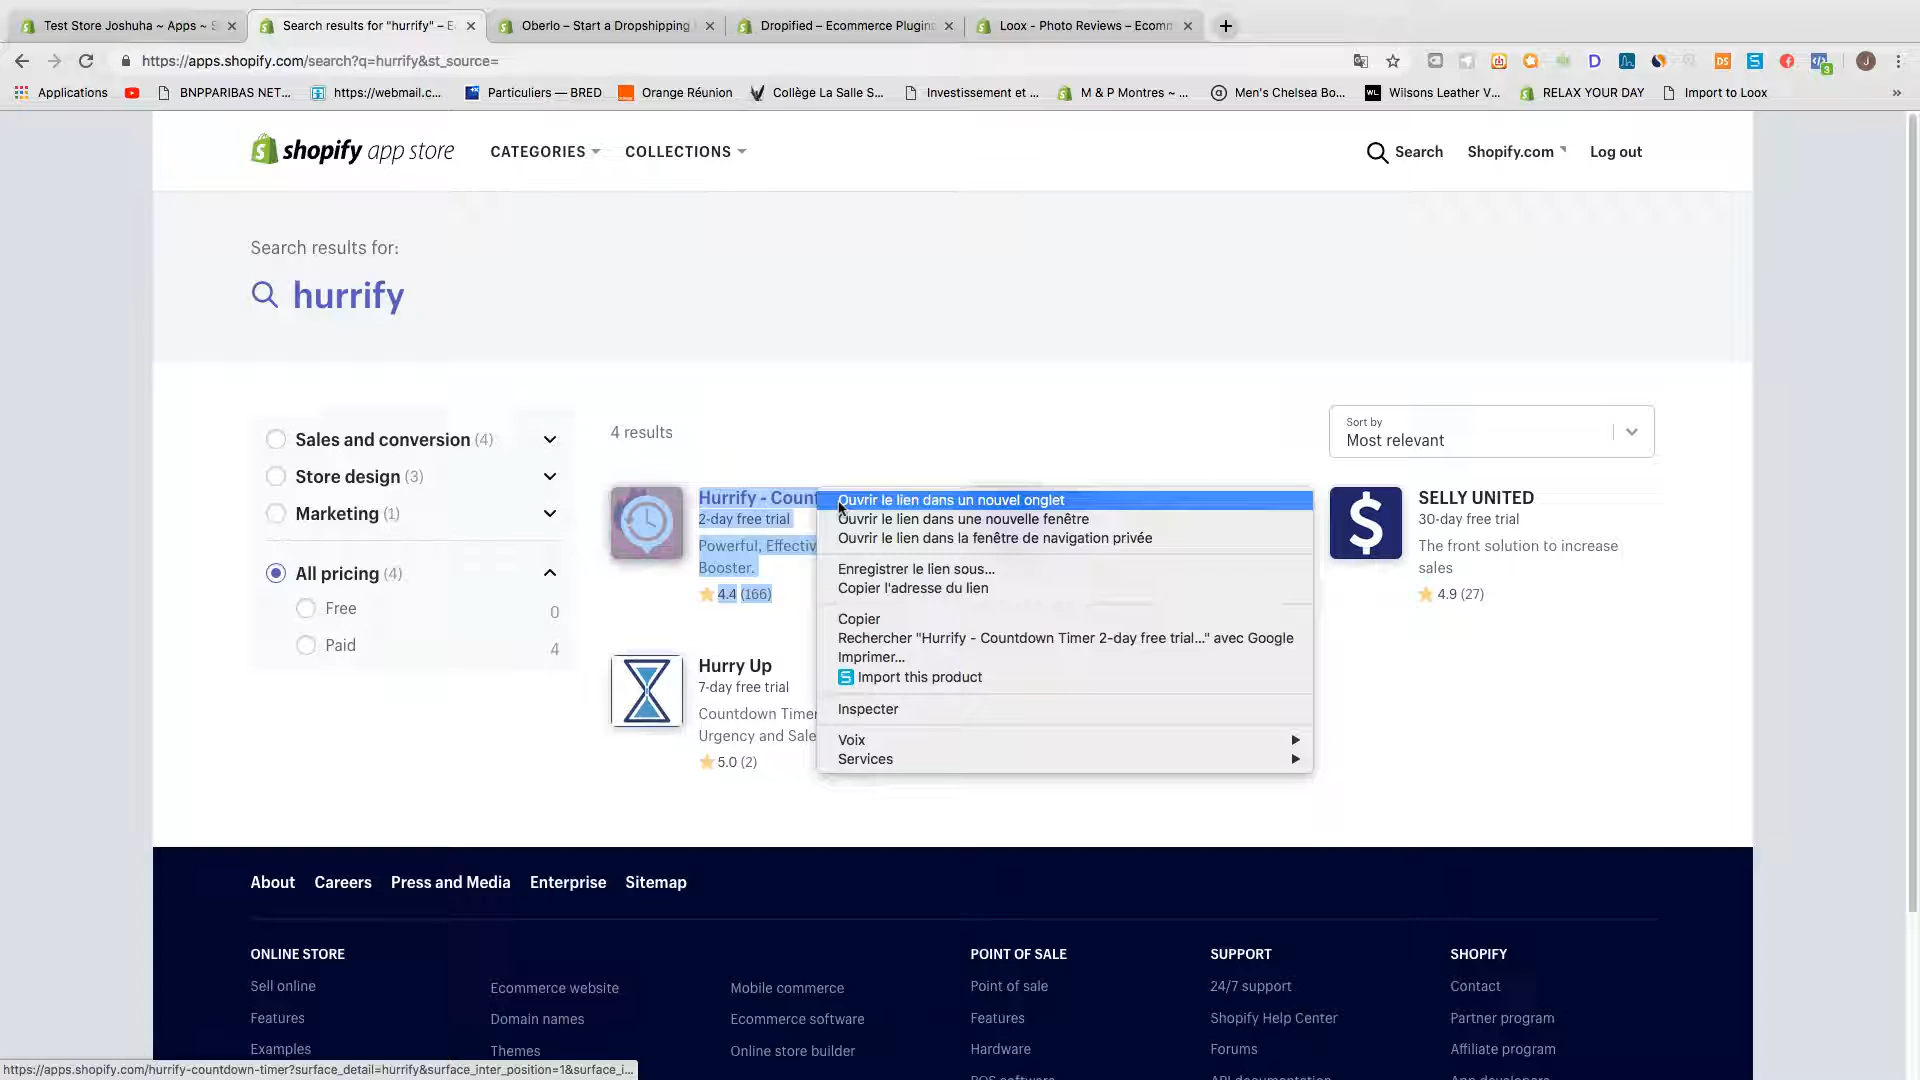 Test Store Joshuha ~ Apps ~ S
Search results for "hurrify" – E
Oberlo – Start a Dropshipping
Dropified – Ecommerce Plugins
Loox - Photo Reviews – Ecomm
https://apps.shopify.com/search?q=hurrify&st_source=
Applications
BNPPARIBAS NET...
https://webmail.c...
Particuliers — BRED
Orange Réunion
Collège La Salle S...
Investissement et ...
M & P Montres ~ ...
Men's Chelsea Bo...
Wilsons Leather V...
RELAX YOUR DAY
Import to Loox
shopify app store
CATEGORIES
COLLECTIONS
Search
Shopify.com
Log out
Search results for:
hurrify
Sales and conversion (4)
Store design (3)
Marketing (1)
All pricing (4)
Free 0
Paid 4
4 results
Sort by
Most relevant
Hurrify - Coun
2-day free trial
Powerful, Effectiv
Booster.
4.4 (166)
Ouvrir le lien dans un nouvel onglet
Ouvrir le lien dans une nouvelle fenêtre
Ouvrir le lien dans la fenêtre de navigation privée
Enregistrer le lien sous...
Copier l'adresse du lien
Copier
Rechercher "Hurrify - Countdown Timer 2-day free trial..." avec Google
Imprimer...
Import this product
Inspecter
Voix
Services
SELLY UNITED
30-day free trial
The front solution to increase
sales
4.9 (27)
Hurry Up
7-day free trial
Countdown Timer
Urgency and Sale
5.0 (2)
About
Careers
Press and Media
Enterprise
Sitemap
ONLINE STORE
Sell online
Features
Examples
Ecommerce website
Domain names
Themes
Mobile commerce
Ecommerce software
Online store builder
POINT OF SALE
Point of sale
Features
Hardware
POS software
SUPPORT
24/7 support
Shopify Help Center
Forums
API documentation
SHOPIFY
Contact
Partner program
Affiliate program
App developers
https://apps.shopify.com/hurrify-countdown-timer?surface_detail=hurrify&surface_inter_position=1&surface_i...